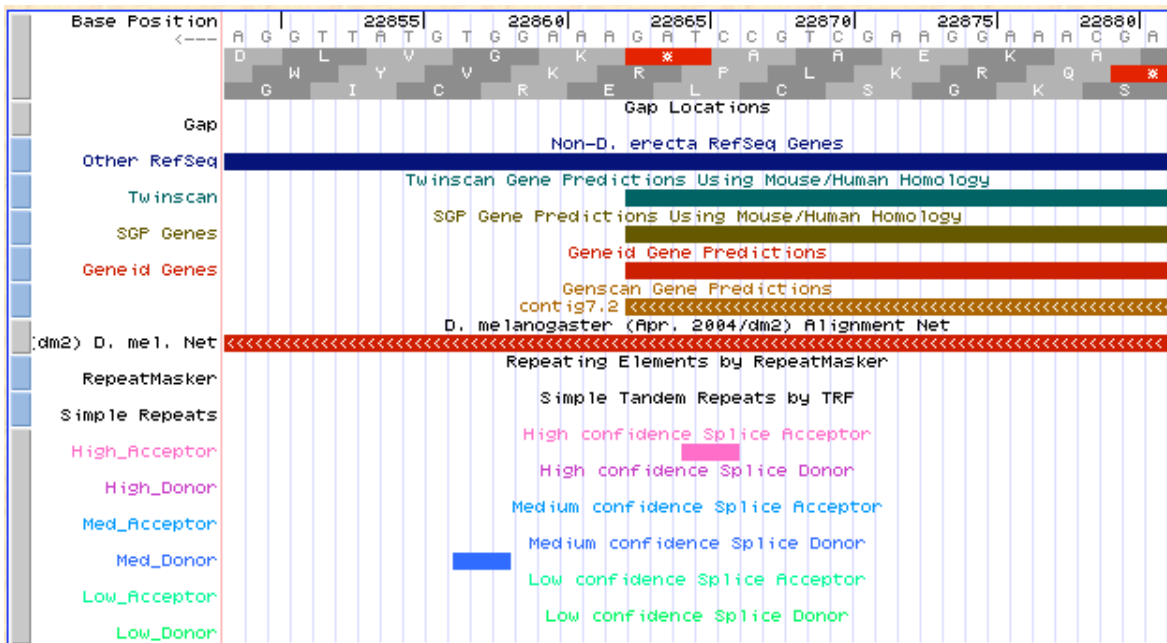 Base Position 22855 22860 22865 22870 22875 22880
<--- A G G T T A T G T G G A A A G A T C C G T C G A A G G A A A C G A
D L V G K * A A E K A
W Y V K R P L K R Q *
G I C R E L C S G K S
Gap Locations
Gap
Non-D. erecta RefSeq Genes
Other RefSeq
Twinscan Gene Predictions Using Mouse/Human Homology
Twinscan
SGP Gene Predictions Using Mouse/Human Homology
SGP Genes
Geneid Gene Predictions
Geneid Genes
Genscan Gene Predictions
contig7.2
D. melanogaster (Apr. 2004/dm2) Alignment Net
(dm2) D. mel. Net
Repeating Elements by RepeatMasker
RepeatMasker
Simple Tandem Repeats by TRF
Simple Repeats
High confidence Splice Acceptor
High_Acceptor
High confidence Splice Donor
High_Donor
Medium confidence Splice Acceptor
Med_Acceptor
Medium confidence Splice Donor
Med_Donor
Low confidence Splice Acceptor
Low_Acceptor
Low confidence Splice Donor
Low_Donor